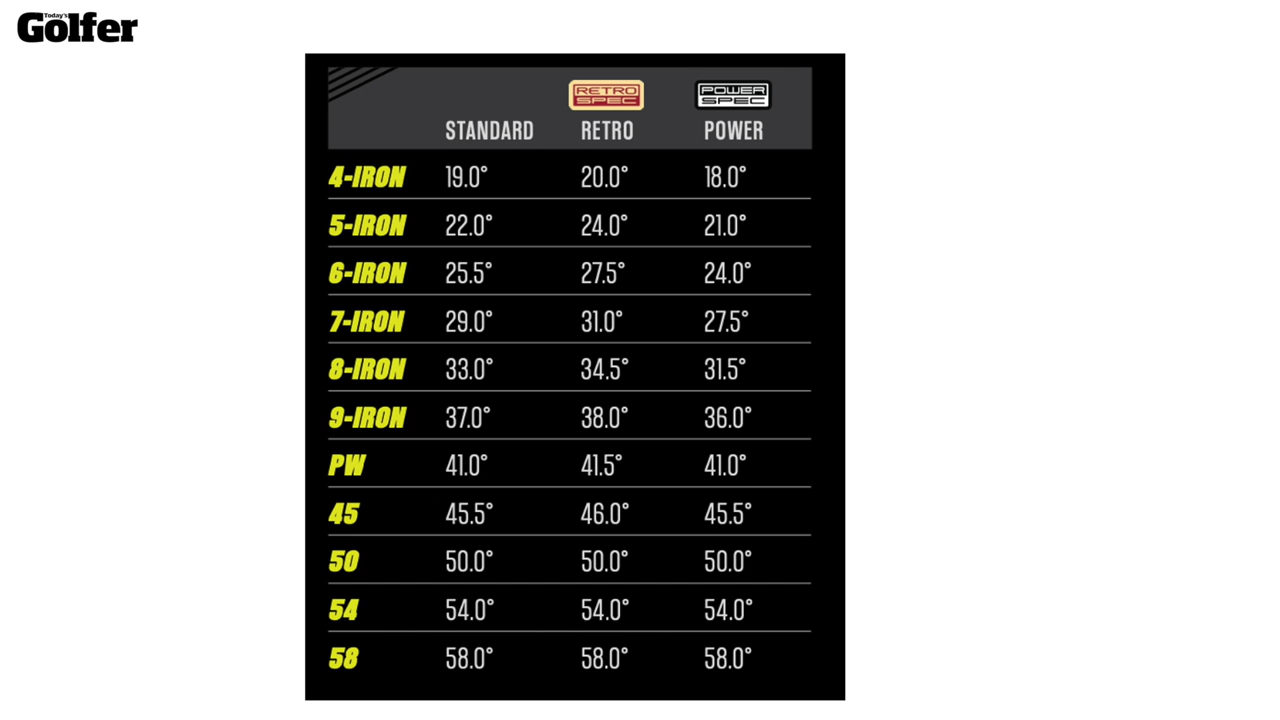 Today's
Golfer
RETRO SPEC
POWER SPEC
STANDARD RETRO POWER
4-IRON 19.0° 20.0° 18.0°
5-IRON 22.0° 24.0° 21.0°
6-IRON 25.5° 27.5° 24.0°
7-IRON 29.0° 31.0° 27.5°
8-IRON 33.0° 34.5° 31.5°
9-IRON 37.0° 38.0° 36.0°
PW 41.0° 41.5° 41.0°
45 45.5° 46.0° 45.5°
50 50.0° 50.0° 50.0°
54 54.0° 54.0° 54.0°
58 58.0° 58.0° 58.0°